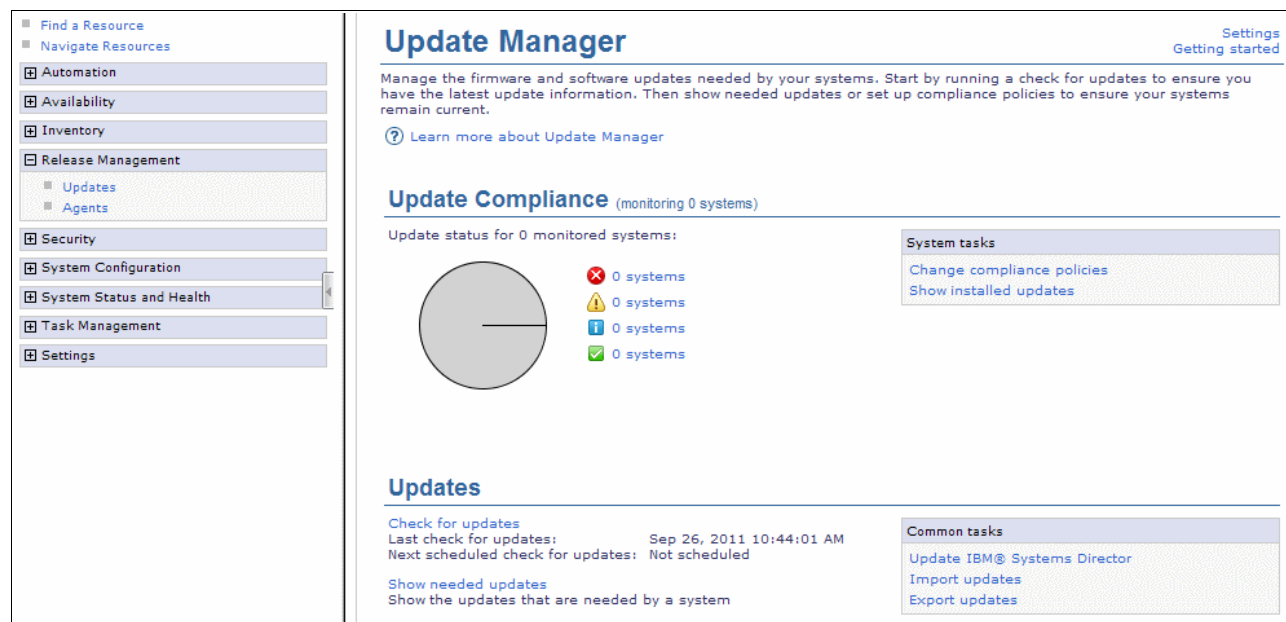 Find a Resource
Navigate Resources
Automation
Availability
Inventory
Release Management
Updates
Agents
Security
System Configuration
System Status and Health
Task Management
Settings
Update Manager
Settings
Getting started
Manage the firmware and software updates needed by your systems. Start by running a check for updates to ensure you
have the latest update information. Then show needed updates or set up compliance policies to ensure your systems
remain current.
? Learn more about Update Manager
Update Compliance (monitoring 0 systems)
Update status for 0 monitored systems:
0 systems
0 systems
0 systems
0 systems
System tasks
Change compliance policies
Show installed updates
Updates
Check for updates
Last check for updates: Sep 26, 2011 10:44:01 AM
Next scheduled check for updates: Not scheduled
Show needed updates
Show the updates that are needed by a system
Common tasks
Update IBM® Systems Director
Import updates
Export updates